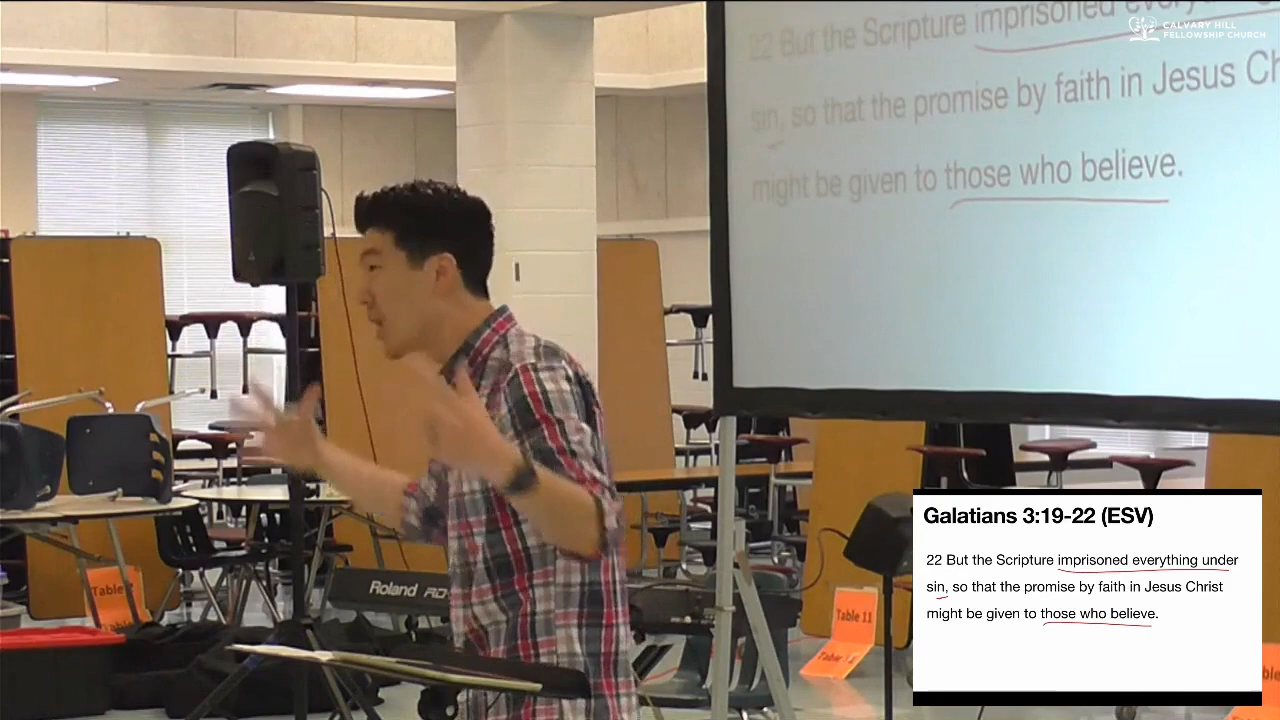 22 But the Scripture imprisoned everything
sin, so that the promise by faith in Jesus Ch
might be given to those who believe.
CALVARY HILL
FELLOWSHIP CHURCH
Roland RD
Table
Table 11
Galatians 3:19-22 (ESV)
22 But the Scripture imprisoned everything under
sin, so that the promise by faith in Jesus Christ
might be given to those who believe.